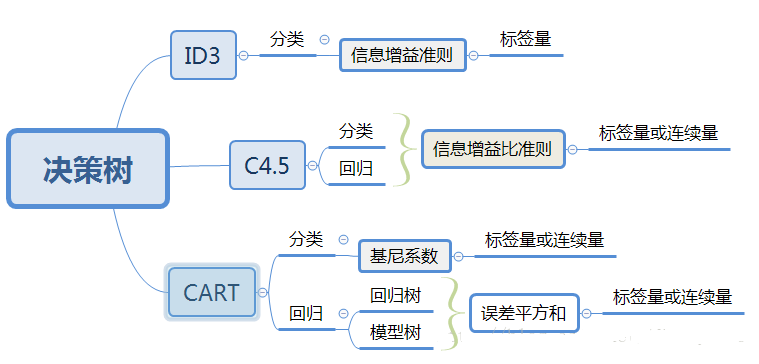 决策树
ID3
分类
信息增益准则
标签量
C4.5
分类
回归
信息增益比准则
标签量或连续量
CART
分类
基尼系数
标签量或连续量
回归
回归树
模型树
误差平方和
标签量或连续量